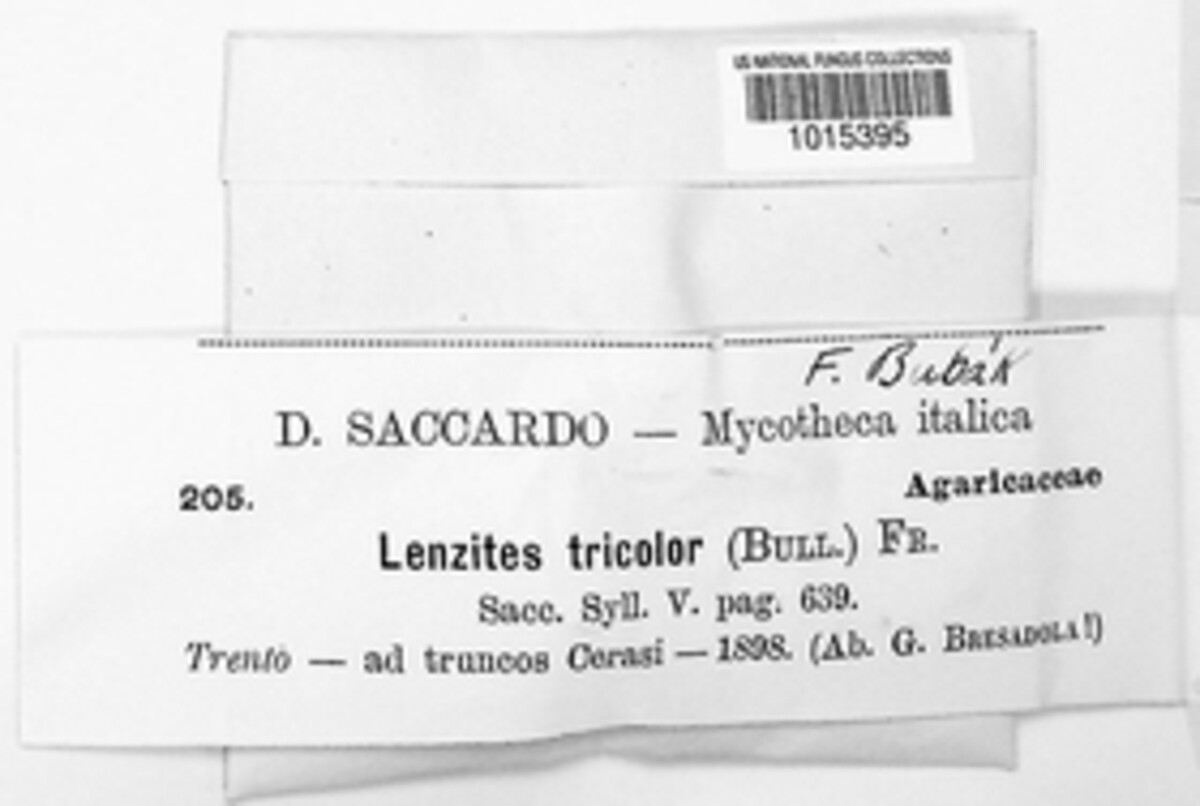 US NATIONAL FUNGUS COLLECTIONS
1015395
F. Bubák
D. SACCARDO — Mycotheca italica
205.
Agaricaceae
Lenzites tricolor (BULL.) FR.
Sacc. Syll. V. pag. 639.
Trento — ad truncos Cerasi — 1898. (Ab. G. BRESADOLA!)